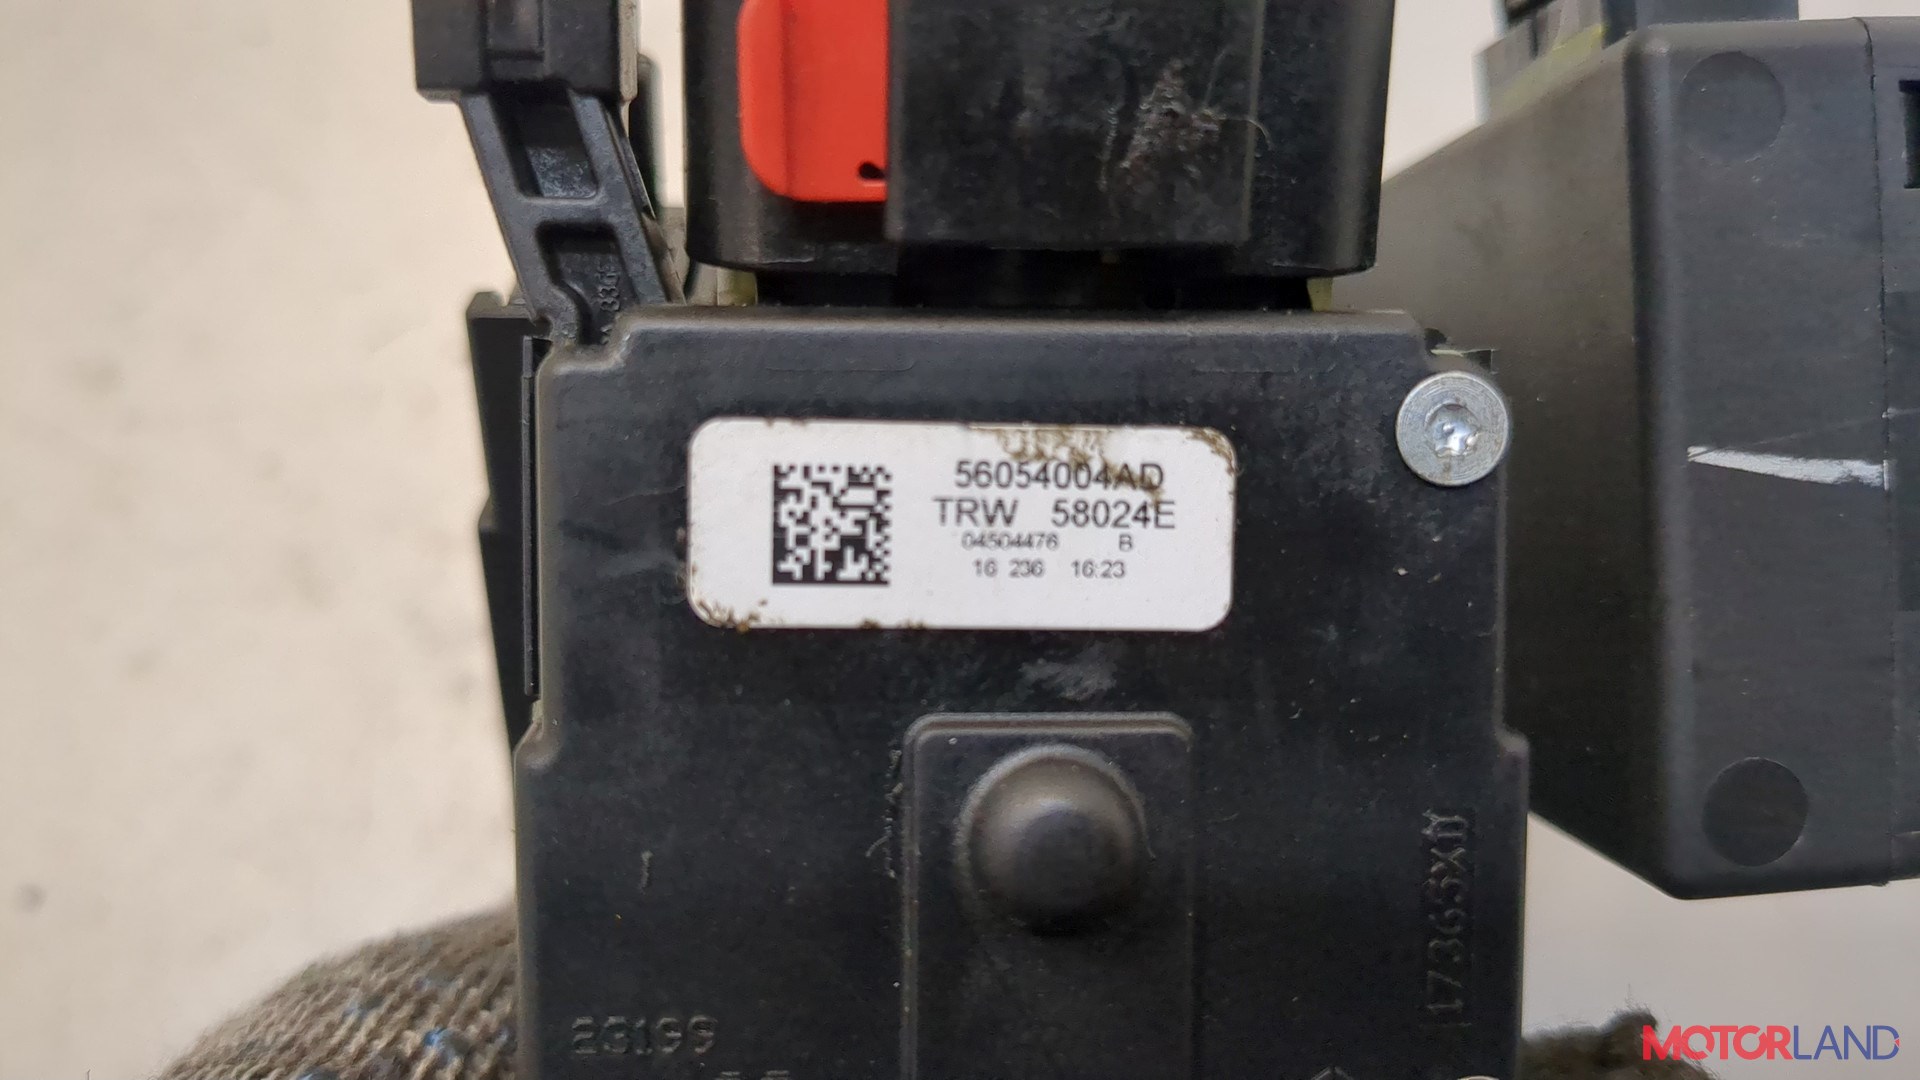 56054004AD
TRW 58024E
04504476 B
16 236 16:23
17365XD
23199
MOTORLAND